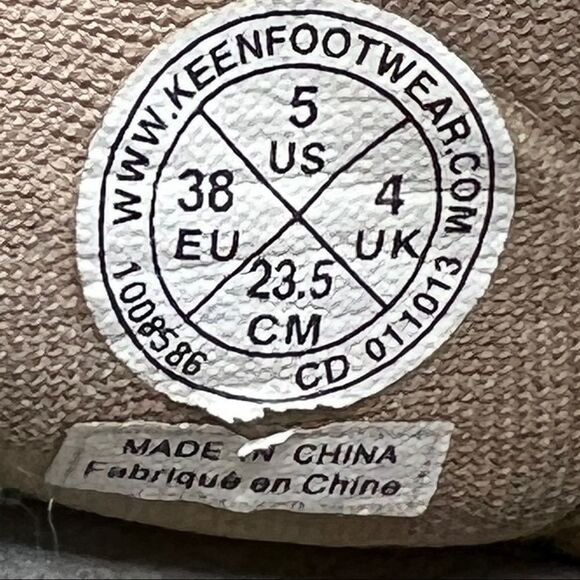 WWW.KEENFOOTWEAR.COM
5
US
38
EU
4
UK
23.5
CM
1008586
CD 011013
MADE IN CHINA
Fabriqué en Chine